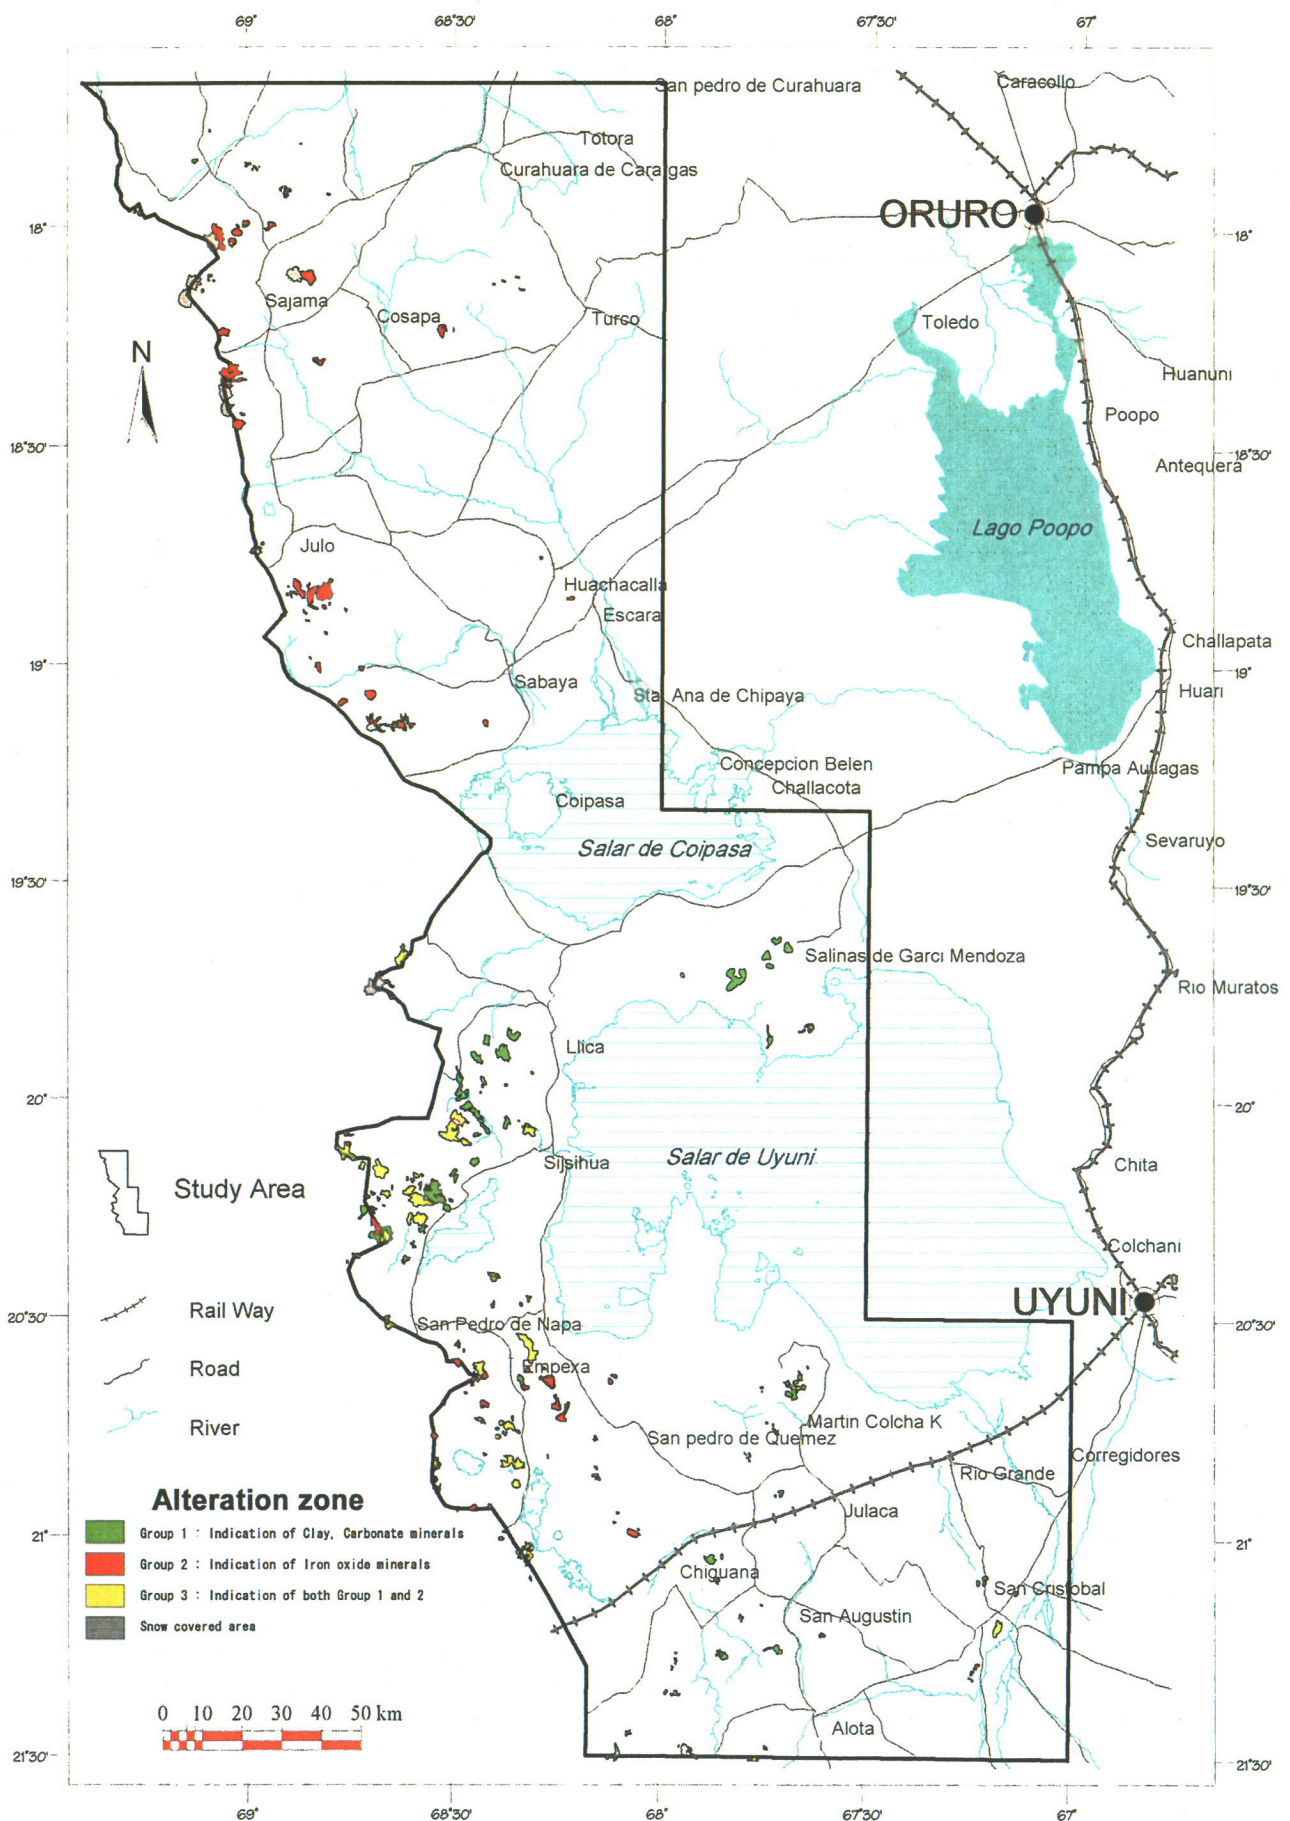 69° 68°30' 68° 67°30' 67°
San pedro de Curahuara
Caracollo
Totora
Curahuara de Carangas
ORURO
18°
18°
Sajama
Cosapa
Turco
Toledo
N
Huanuni
Poopo
18°30'
18°30'
Antequera
Lago Poopo
Julo
Huachacalla
Escara
Challapata
19°
19°
Sabaya
Sta. Ana de Chipaya
Huari
Concepcion Belen
Pampa Aullagas
Challacota
Coipasa
Salar de Coipasa
Sevaruyo
19°30'
19°30'
Salinas de Garci Mendoza
Rio Muratos
Llica
20°
20°
Sijsihua
Salar de Uyuni
Chita
Study Area
Colchani
UYUNI
Rail Way
20°30'
20°30'
San Pedro de Napa
Empexa
Road
River
Martin Colcha K
San pedro de Quemez
Corregidores
Rio Grande
Alteration zone
Julaca
Group 1 : Indication of Clay, Carbonate minerals
21°
21°
Group 2 : Indication of Iron oxide minerals
Chiguana
San Cristobal
Group 3 : Indication of both Group 1 and 2
San Augustin
Snow covered area
0 10 20 30 40 50 km
Alota
21°30'
21°30'
69° 68°30' 68° 67°30' 67°